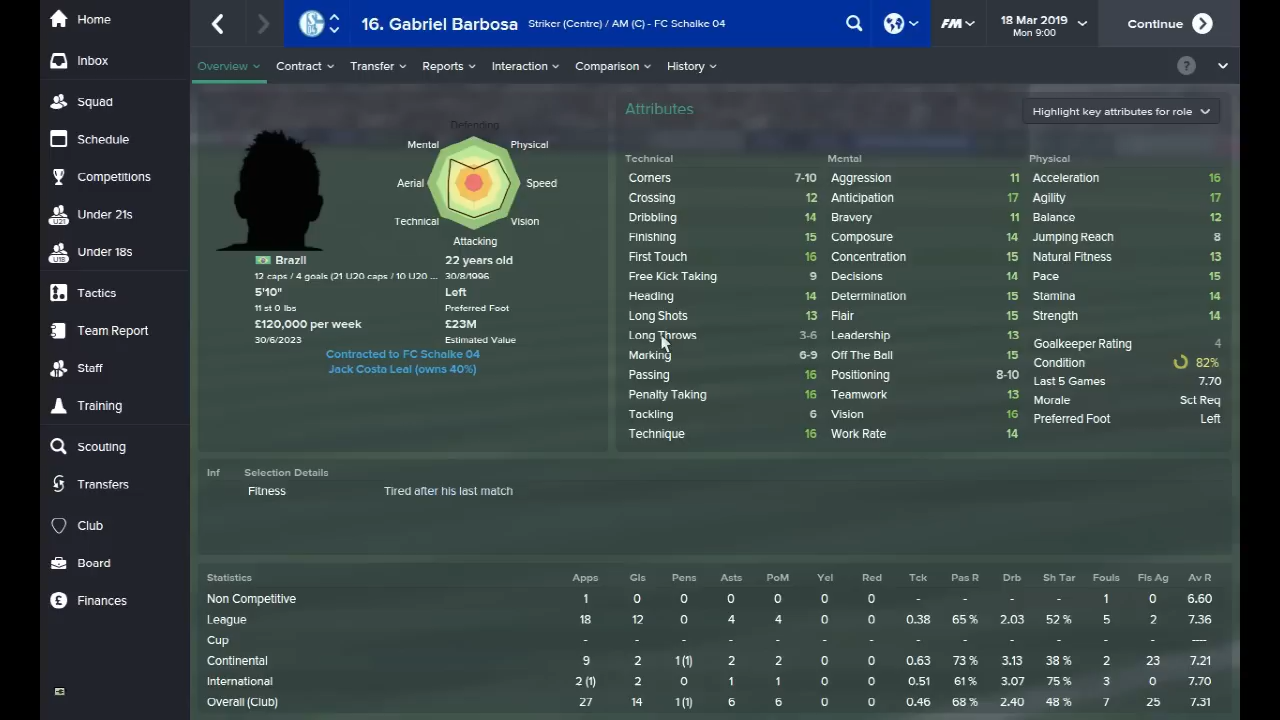 Home
Inbox
Squad
Schedule
Competitions
U21 Under 21s
U18 Under 18s
Tactics
Team Report
Staff
Training
Scouting
Transfers
Club
Board
£ Finances
16. Gabriel Barbosa Striker (Centre) / AM (C) - FC Schalke 04
FM
18 Mar 2019
Mon 9:00
Continue
Overview Contract Transfer Reports Interaction Comparison History ?
Defending
Mental Physical
Aerial Speed
Technical Vision
Attacking
Brazil 22 years old
12 caps / 4 goals (21 U20 caps / 10 U20 ... 30/8/1996
5'10" Left
11 st 0 lbs Preferred Foot
£120,000 per week £23M
30/6/2023 Estimated Value
Contracted to FC Schalke 04
Jack Costa Leal (owns 40%)
Attributes Highlight key attributes for role
Technical Mental Physical
Corners 7-10 Aggression 11 Acceleration 16
Crossing 12 Anticipation 17 Agility 17
Dribbling 14 Bravery 11 Balance 12
Finishing 15 Composure 14 Jumping Reach 8
First Touch 16 Concentration 15 Natural Fitness 13
Free Kick Taking 9 Decisions 14 Pace 15
Heading 14 Determination 15 Stamina 14
Long Shots 13 Flair 15 Strength 14
Long Throws 3-6 Leadership 13 Goalkeeper Rating 4
Marking 6-9 Off The Ball 15 Condition 82%
Passing 16 Positioning 8-10 Last 5 Games 7.70
Penalty Taking 16 Teamwork 13 Morale Sct Req
Tackling 6 Vision 16 Preferred Foot Left
Technique 16 Work Rate 14
Inf Selection Details
Fitness Tired after his last match
Statistics Apps Gls Pens Asts PoM Yel Red Tck Pas R Drb Sh Tar Fouls Fls Ag Av R
Non Competitive 1 0 0 0 0 0 0 - - - - 1 0 6.60
League 18 12 0 4 4 0 0 0.38 65 % 2.03 52 % 5 2 7.36
Cup - - - - - - - - - - - - - ----
Continental 9 2 1 (1) 2 2 0 0 0.63 73 % 3.13 38 % 2 23 7.21
International 2 (1) 2 0 1 1 0 0 0.51 61 % 3.07 75 % 3 0 7.70
Overall (Club) 27 14 1 (1) 6 6 0 0 0.46 68 % 2.40 48 % 7 25 7.31